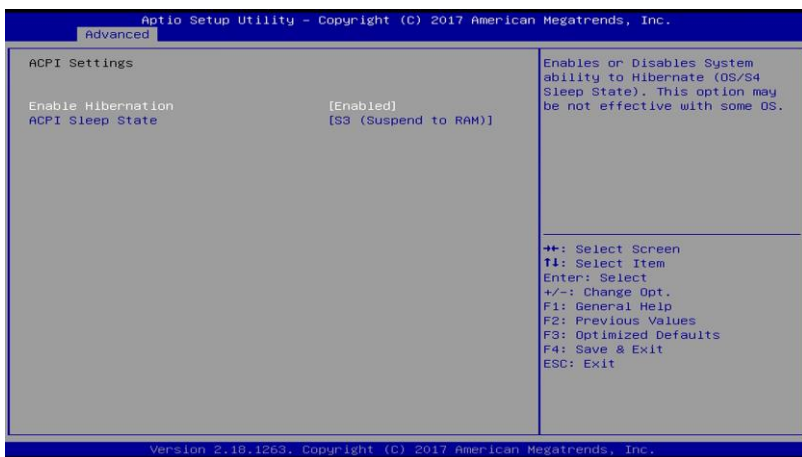 Aptio Setup Utility – Copyright (C) 2017 American Megatrends, Inc.
Advanced
ACPI Settings
Enable Hibernation [Enabled]
ACPI Sleep State [S3 (Suspend to RAM)]
Enables or Disables System
ability to Hibernate (OS/S4
Sleep State). This option may
be not effective with some OS.
→←: Select Screen
↑↓: Select Item
Enter: Select
+/-: Change Opt.
F1: General Help
F2: Previous Values
F3: Optimized Defaults
F4: Save & Exit
ESC: Exit
Version 2.18.1263. Copyright (C) 2017 American Megatrends, Inc.